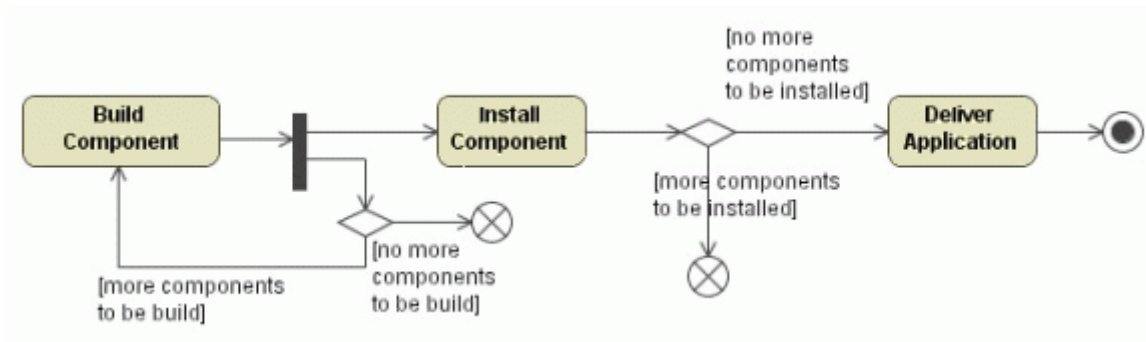 Build
Component
Install
Component
[no more
components
to be installed]
Deliver
Application
[more components
to be installed]
[no more
components
to be build]
[more components
to be build]